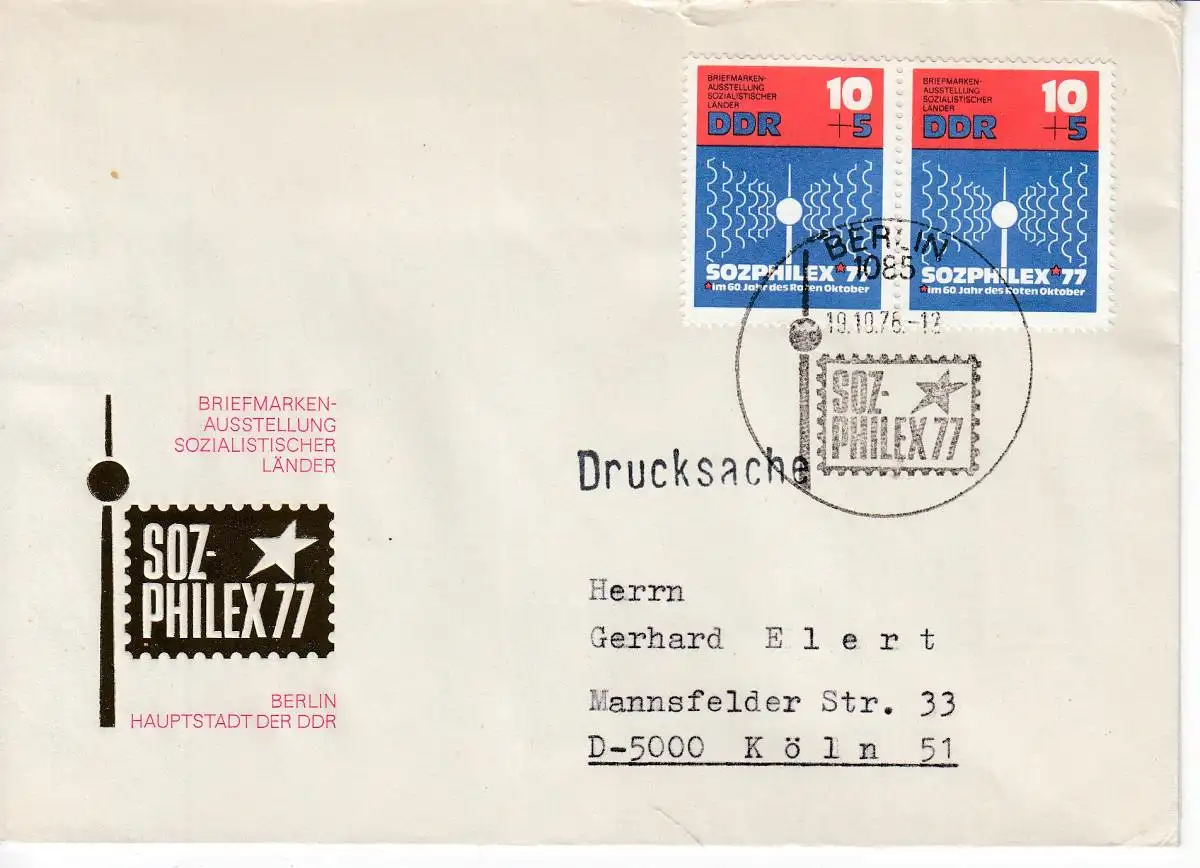 BRIEFMARKEN-
AUSSTELLUNG
SOZIALISTISCHER
LÄNDER
10
DDR +5
SOZPHILEX ★77
★im 60 Jahr des Roten Oktober
BRIEFMARKEN-
AUSSTELLUNG
SOZIALISTISCHER
LÄNDER
10
DDR +5
SOZPHILEX ★77
★im 60 Jahr des Roten Oktober
BERLIN
1085
19.10.76.-12
SOZ-
PHILEX 77
Drucksache
BRIEFMARKEN-
AUSSTELLUNG
SOZIALISTISCHER
LÄNDER
SOZ-
PHILEX 77
BERLIN
HAUPTSTADT DER DDR
Herrn
Gerhard E l e r t
Mannsfelder Str. 33
D-5000 K ö l n 51